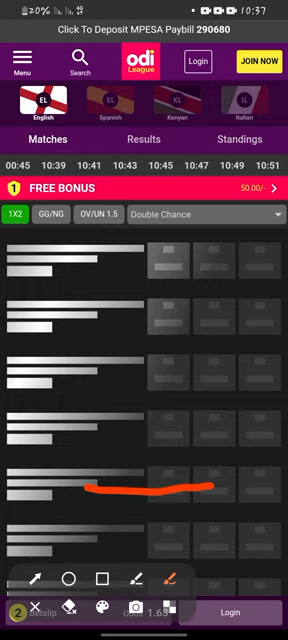 20% 4G 10:37
Click To Deposit MPESA Paybill 290680
Menu
Search
odi
League
Login
JOIN NOW
EL SL KL IL
English Spanish Kenyan Italian
Matches Results Standings
00:45 10:39 10:41 10:43 10:45 10:47 10:49 10:51
1 FREE BONUS 50.00/-
1X2 GG/NG OV/UN 1.5 Double Chance
2 Betslip Odds 1.63 Login